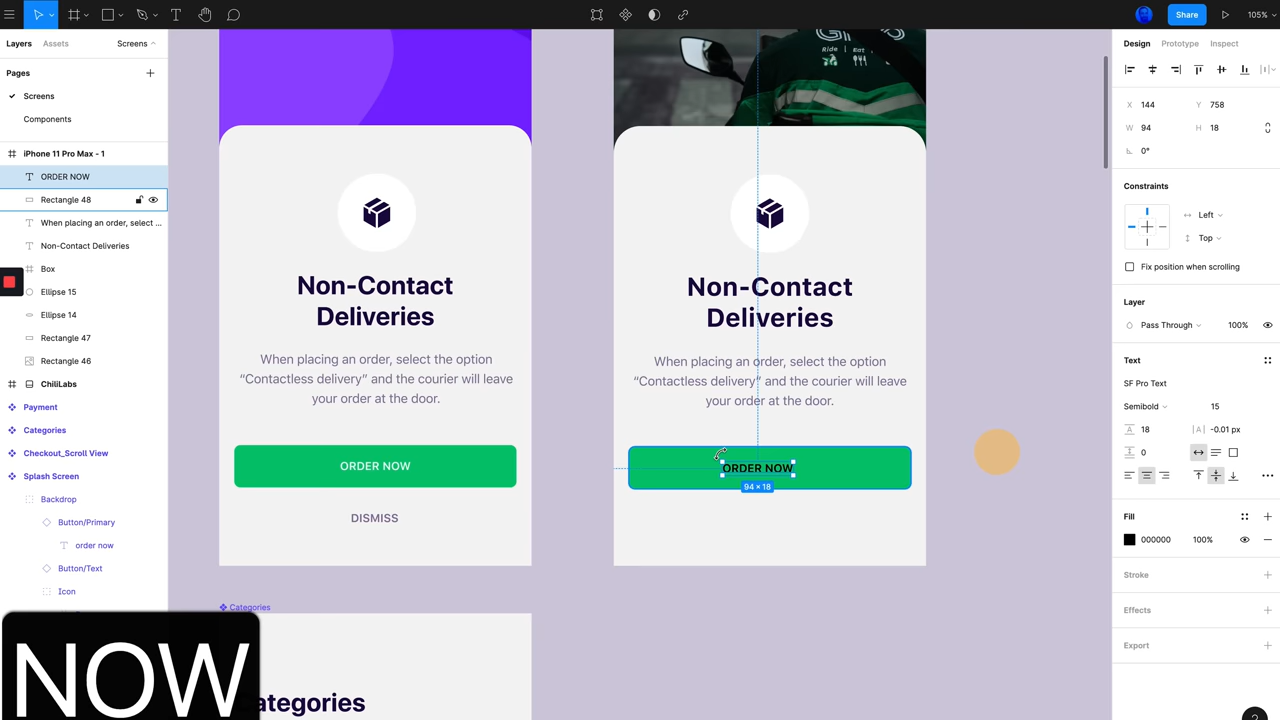 Share
105%
Layers
Assets
Screens
Design
Prototype
Inspect
Pages
Screens
Components
iPhone 11 Pro Max - 1
ORDER NOW
Rectangle 48
When placing an order, select ...
Non-Contact Deliveries
Box
Ellipse 15
Ellipse 14
Rectangle 47
Rectangle 46
ChiliLabs
Payment
Categories
Checkout_Scroll View
Splash Screen
Backdrop
Button/Primary
order now
Button/Text
Icon
NOW
Non-Contact
Deliveries
When placing an order, select the option
“Contactless delivery” and the courier will leave
your order at the door.
ORDER NOW
DISMISS
Categories
Categories
Ride | Eat
Non-Contact
Deliveries
When placing an order, select the option
“Contactless delivery” and the courier will leave
your order at the door.
ORDER NOW
94 × 18
X 144 Y 758
W 94 H 18
0°
Constraints
Left
Top
Fix position when scrolling
Layer
Pass Through 100%
Text
SF Pro Text
Semibold 15
18 |A| -0.01 px
0
Fill
000000 100%
Stroke
Effects
Export
?